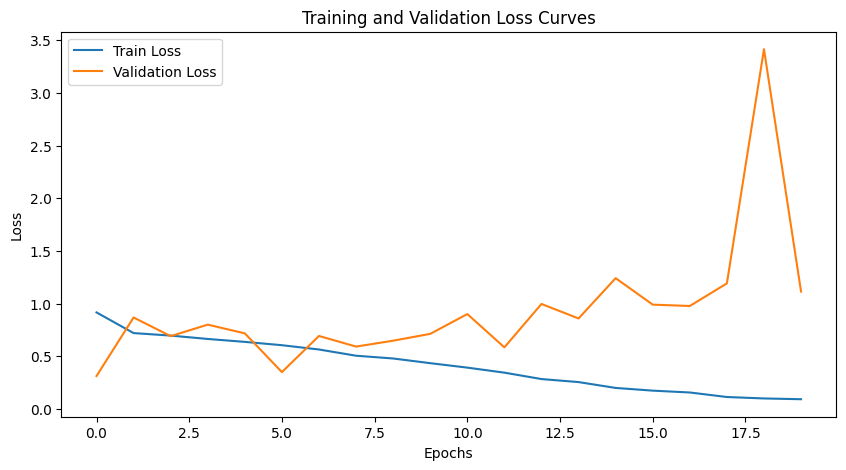 Training and Validation Loss Curves
Train Loss
Validation Loss
3.5
3.0
2.5
2.0
1.5
1.0
0.5
0.0
Loss
0.0 2.5 5.0 7.5 10.0 12.5 15.0 17.5
Epochs